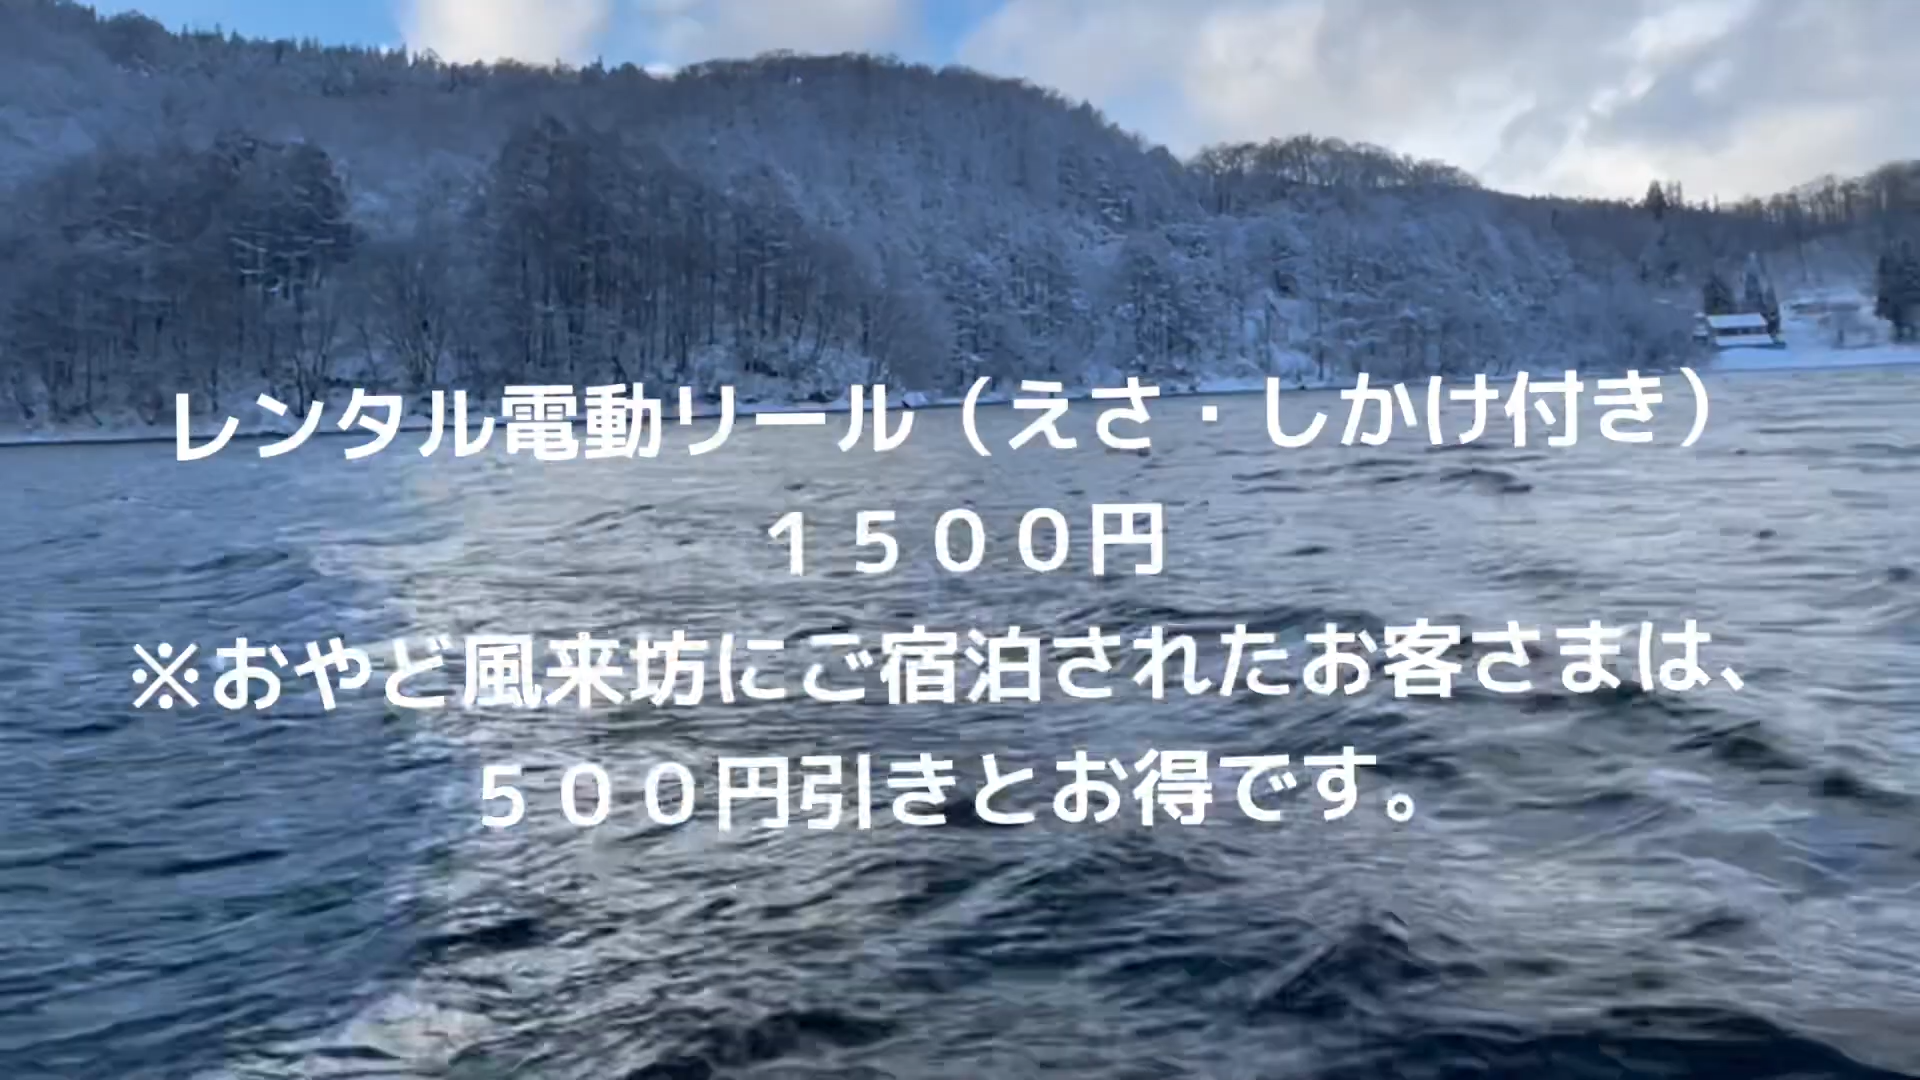 レンタル電動リール（えさ・しかけ付き）
１５００円
※おやど風来坊にご宿泊されたお客さまは、
５００円引きとお得です。